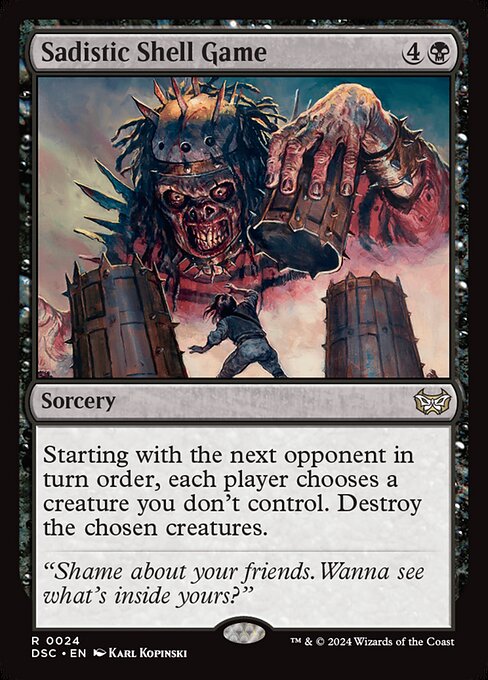 Sadistic Shell Game 4
Sorcery
Starting with the next opponent in
turn order, each player chooses a
creature you don't control. Destroy
the chosen creatures.
“Shame about your friends. Wanna see
what's inside yours?”
R 0024
DSC • EN Karl Kopinski
™ & © 2024 Wizards of the Coast